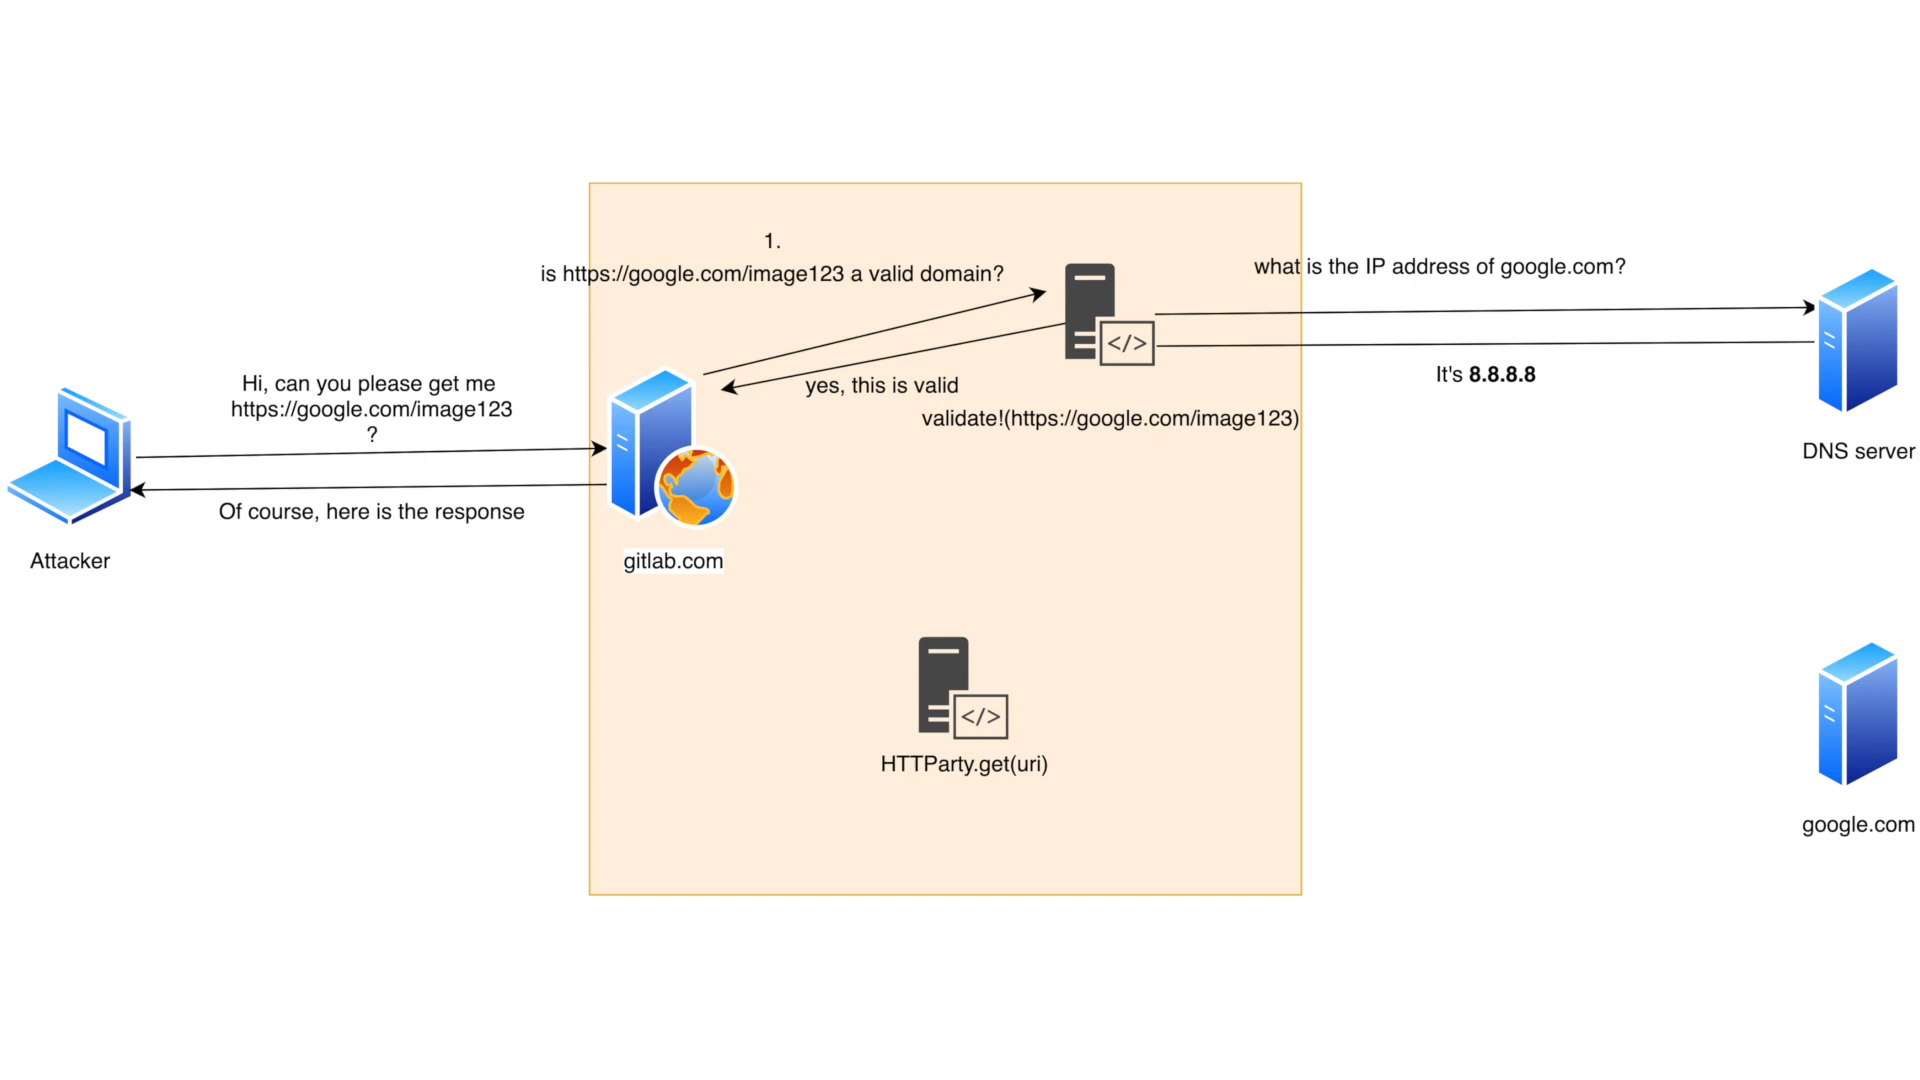 1.
is https://google.com/image123 a valid domain?
what is the IP address of google.com?
It's 8.8.8.8
Hi, can you please get me
https://google.com/image123
?
yes, this is valid
validate!(https://google.com/image123)
</>
DNS server
Of course, here is the response
Attacker
gitlab.com
</>
HTTParty.get(uri)
google.com